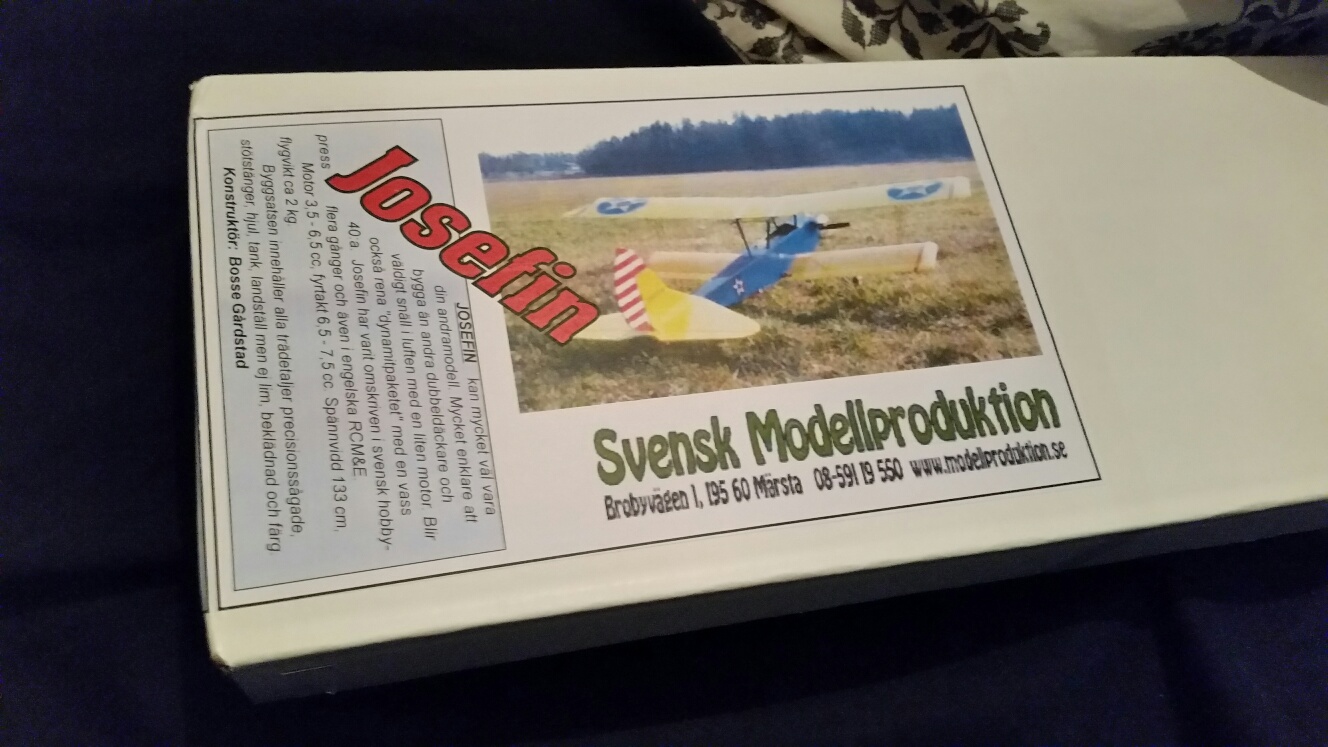 Josefin
JOSEFIN kan mycket väl vara
din andramodell. Mycket enklare att
bygga än andra dubbeldäckare och
väldigt snäll i luften med en liten motor. Blir
också rena "dynamitpaketet" med en vass
40 a. Josefin har varit omskriven i svensk hobby-
press flera gånger och även i engelska RCM&E.
Motor 3,5 - 6,5 cc, fyrtakt 6,5 - 7,5 cc. Spännvidd 133 cm,
flygvikt ca 2 kg.
Byggsatsen innehåller alla trädetaljer precisionssågade,
stötstänger, hjul, tank, landställ men ej lim, beklädnad och färg.
Konstruktör: Bosse Gårdstad
Svensk Modellproduktion
Brobyvägen 1, 195 60 Märsta 08-591 19 550 www.modellproduktion.se